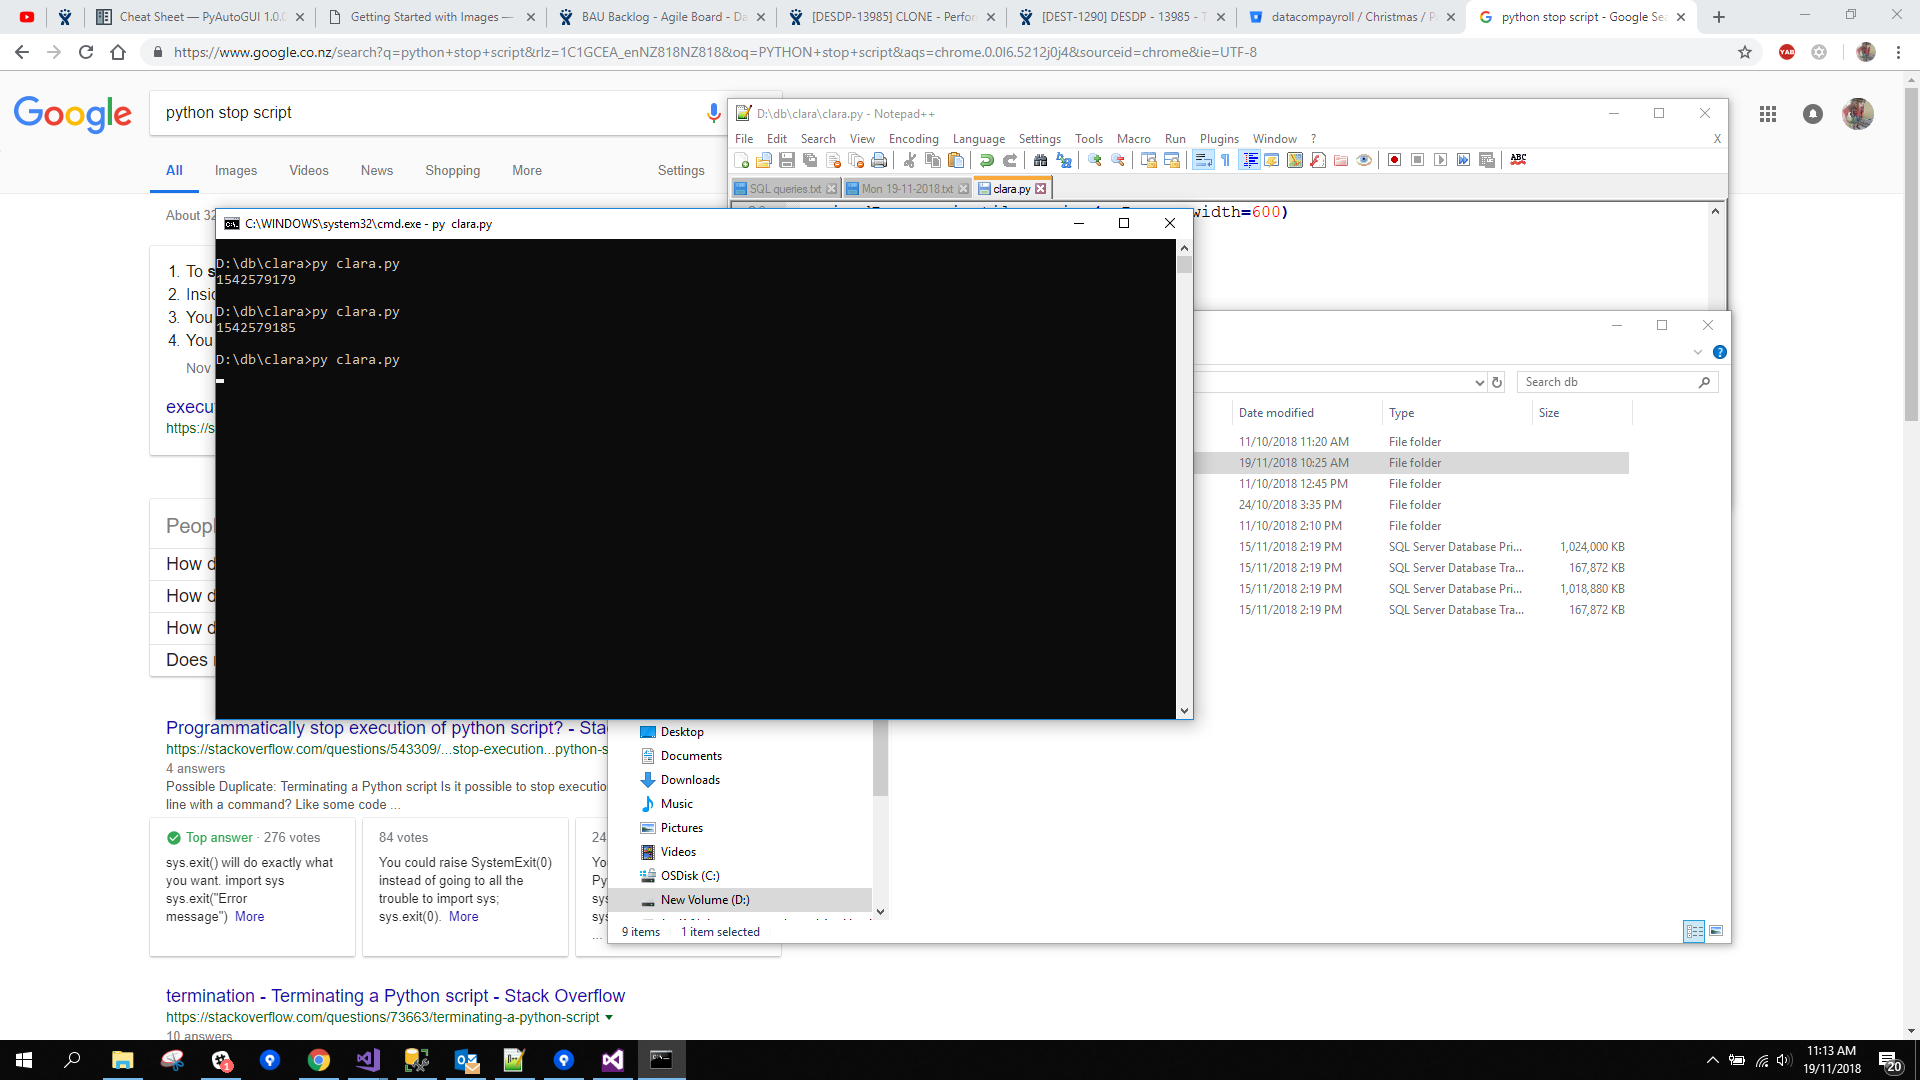 Cheat Sheet — PyAutoGUI 1.0.0
Getting Started with Images —
BAU Backlog - Agile Board - Da
[DESDP-13985] CLONE - Perfor
[DEST-1290] DESDP - 13985 - T
datacompayroll / Christmas / P
python stop script - Google Sea
https://www.google.co.nz/search?q=python+stop+script&rlz=1C1GCEA_enNZ818NZ818&oq=PYTHON+stop+script&aqs=chrome.0.0l6.5212j0j4&sourceid=chrome&ie=UTF-8
YAB
Google
python stop script
All Images Videos News Shopping More Settings
About 32
1. To s
2. Insid
3. You
4. You
Nov
execu
https://s
Peopl
How d
How d
How d
Does
Programmatically stop execution of python script? - Stac
https://stackoverflow.com/questions/543309/...stop-execution...python-s
4 answers
Possible Duplicate: Terminating a Python script Is it possible to stop executio
line with a command? Like some code ...
Top answer · 276 votes
sys.exit() will do exactly what
you want. import sys
sys.exit("Error
message") More
84 votes
You could raise SystemExit(0)
instead of going to all the
trouble to import sys;
sys.exit(0). More
24
Yo
Py
sys
sys
...
termination - Terminating a Python script - Stack Overflow
https://stackoverflow.com/questions/73663/terminating-a-python-script
10 answers
D:\db\clara\clara.py - Notepad++
File Edit Search View Encoding Language Settings Tools Macro Run Plugins Window ?
X
ABC
SQL queries.txt
Mon 19-11-2018.txt
clara.py
width=600)
C:\WINDOWS\system32\cmd.exe - py clara.py
D:\db\clara>py clara.py
1542579179
D:\db\clara>py clara.py
1542579185
D:\db\clara>py clara.py
Search db
Date modified Type Size
11/10/2018 11:20 AM File folder
19/11/2018 10:25 AM File folder
11/10/2018 12:45 PM File folder
24/10/2018 3:35 PM File folder
11/10/2018 2:10 PM File folder
15/11/2018 2:19 PM SQL Server Database Pri... 1,024,000 KB
15/11/2018 2:19 PM SQL Server Database Tra... 167,872 KB
15/11/2018 2:19 PM SQL Server Database Pri... 1,018,880 KB
15/11/2018 2:19 PM SQL Server Database Tra... 167,872 KB
Desktop
Documents
Downloads
Music
Pictures
Videos
OSDisk (C:)
New Volume (D:)
9 items 1 item selected
1
11:13 AM
19/11/2018
20